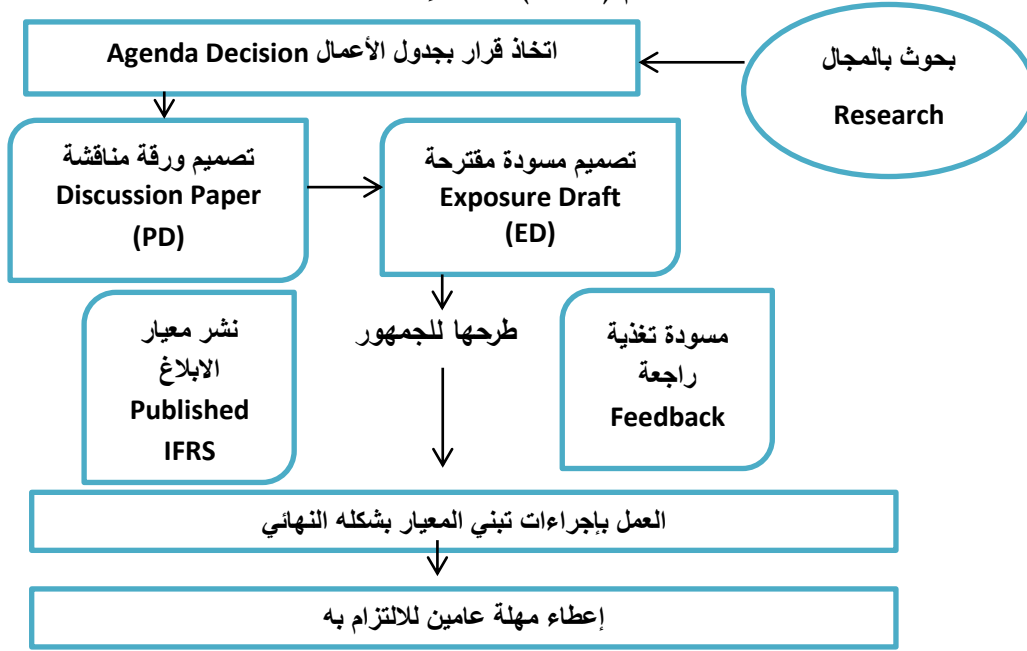 اتخاذ قرار بجدول الأعمال Agenda Decision
بحوث بالمجال
Research
تصميم ورقة مناقشة
Discussion Paper
(PD)
تصميم مسودة مقترحة
Exposure Draft
(ED)
طرحها للجمهور
نشر معيار
الابلاغ
Published
IFRS
مسودة تغذية
راجعة
Feedback
العمل بإجراءات تبني المعيار بشكله النهائي
إعطاء مهلة عامين للالتزام به